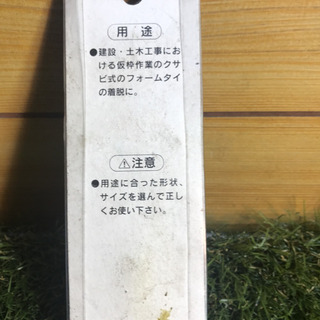 用途
●建設・土木工事にお
ける仮枠作業のクサ
ビ式のフォームタイ
の着脱に。
⚠注意
●用途に合った形状、
サイズを選んで正し
くお使い下さい。